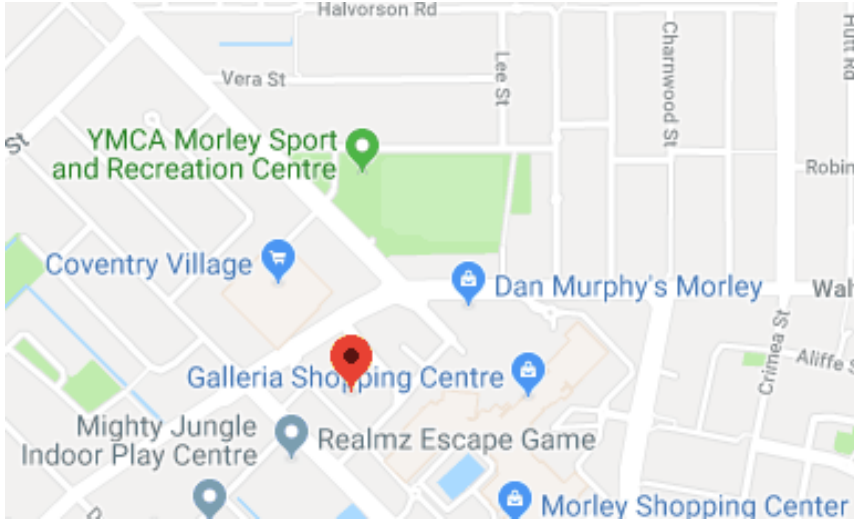 Halvorson Rd
Hutt Rd
Vera St
Lee St
Charnwood St
St
YMCA Morley Sport
and Recreation Centre
Robin
Coventry Village
Dan Murphy's Morley
Wal
Crimea St
Aliffe S
Galleria Shopping Centre
Mighty Jungle
Indoor Play Centre
Realmz Escape Game
Morley Shopping Center